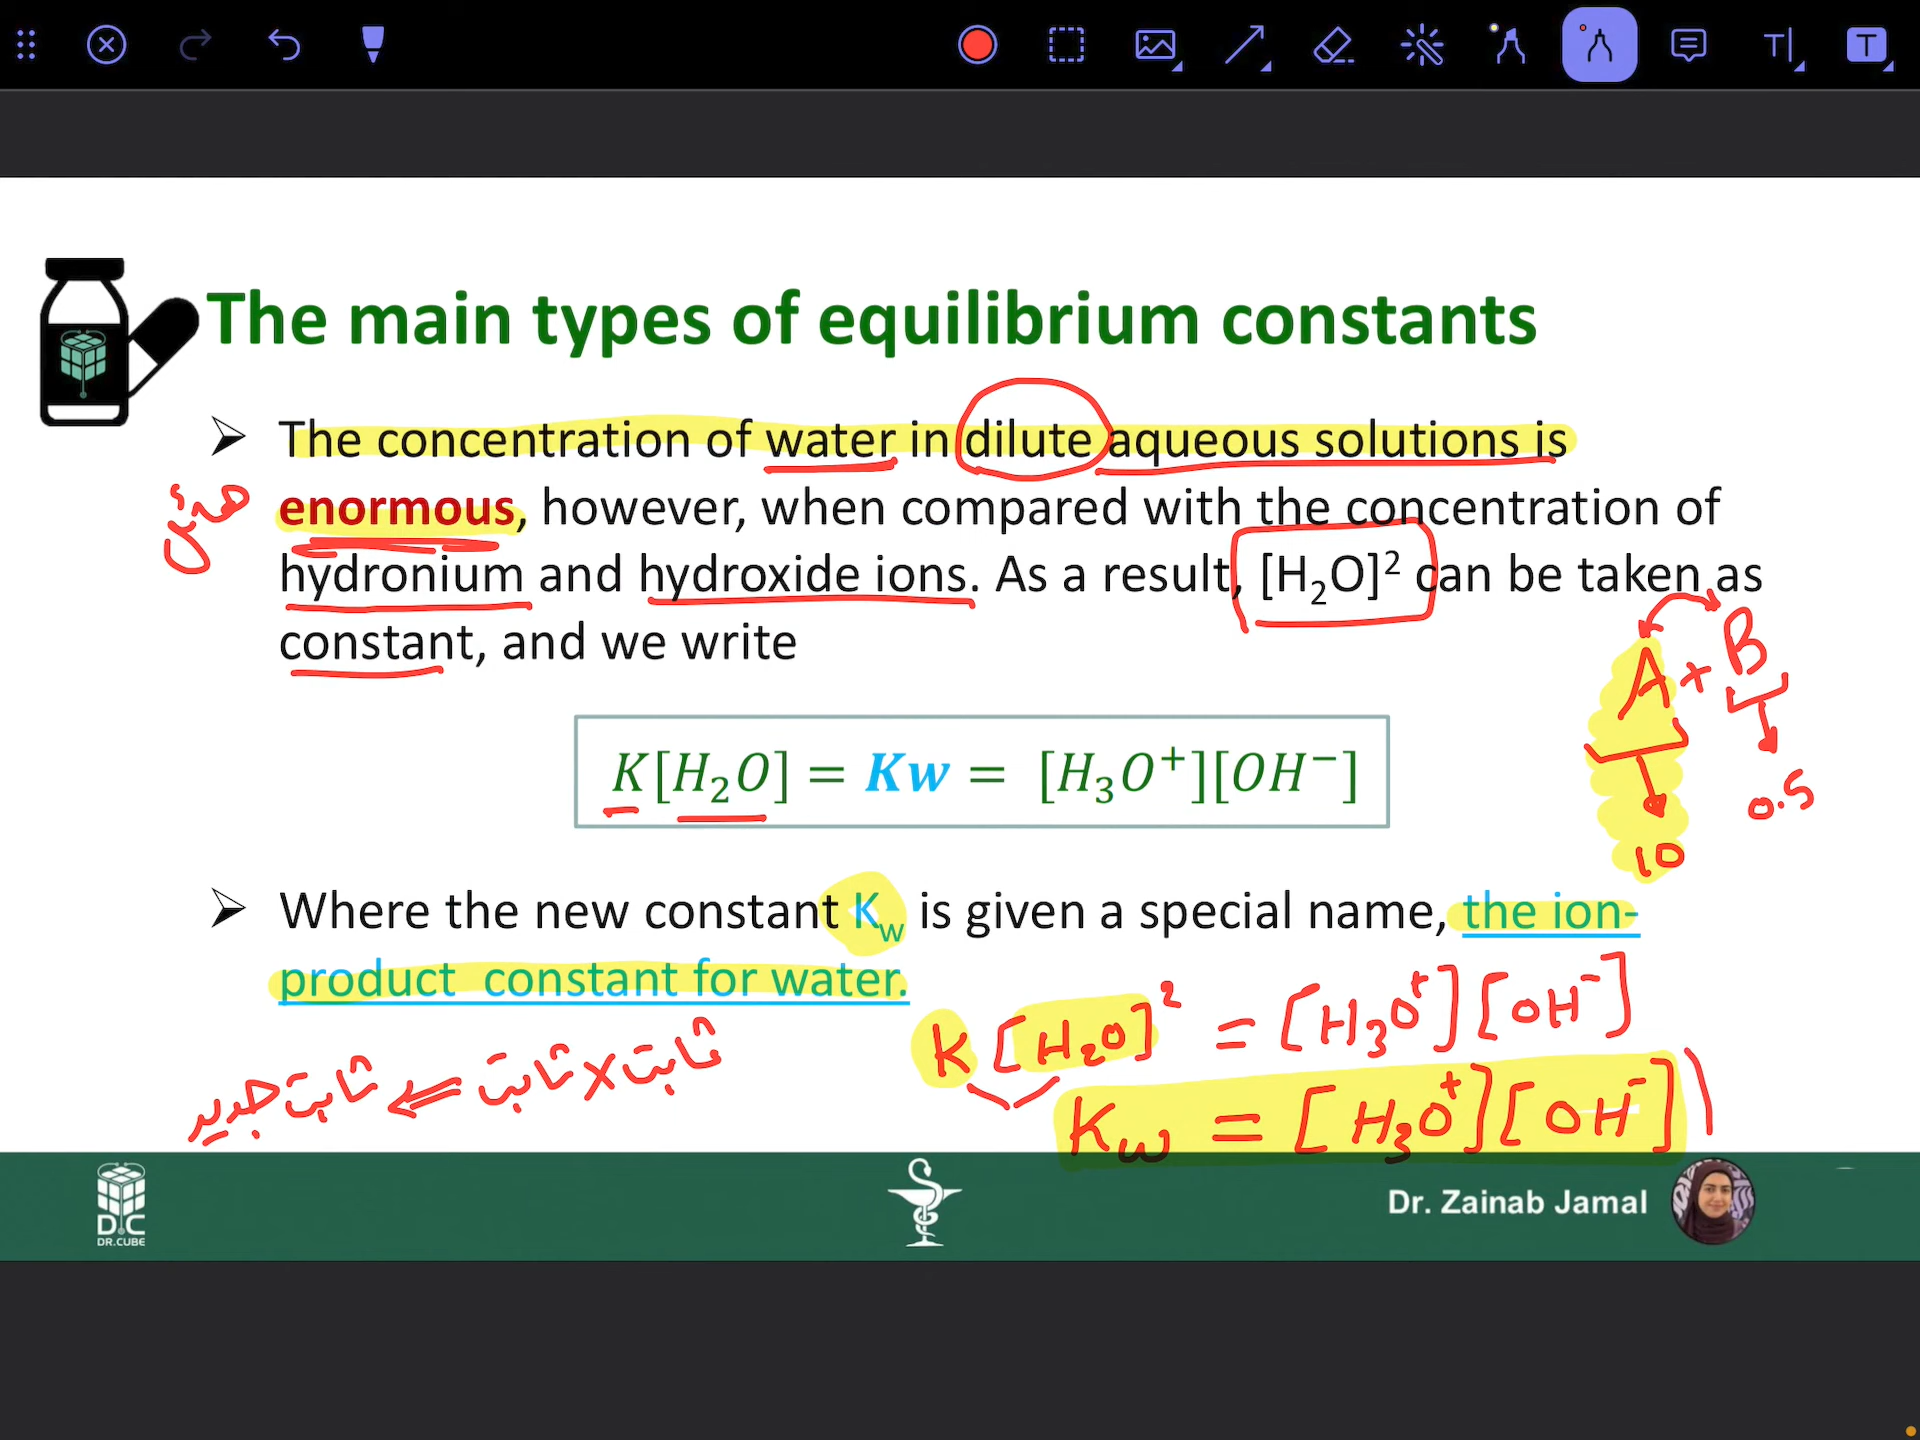 The main types of equilibrium constants
➢ The concentration of water in dilute aqueous solutions is
enormous, however, when compared with the concentration of
hydronium and hydroxide ions. As a result, [H₂O]² can be taken as
constant, and we write
A + B
10
0.5
K[H₂O] = Kw = [H₃O⁺][OH⁻]
➢ Where the new constant Kw is given a special name, the ion-
product constant for water.
K [H₂O]² = [H₃O⁺][OH⁻]
ثابت × ثابت ⇐ ثابت جديد
Kw = [H₃O⁺][OH⁻]
DC
DR.CUBE
Dr. Zainab Jamal